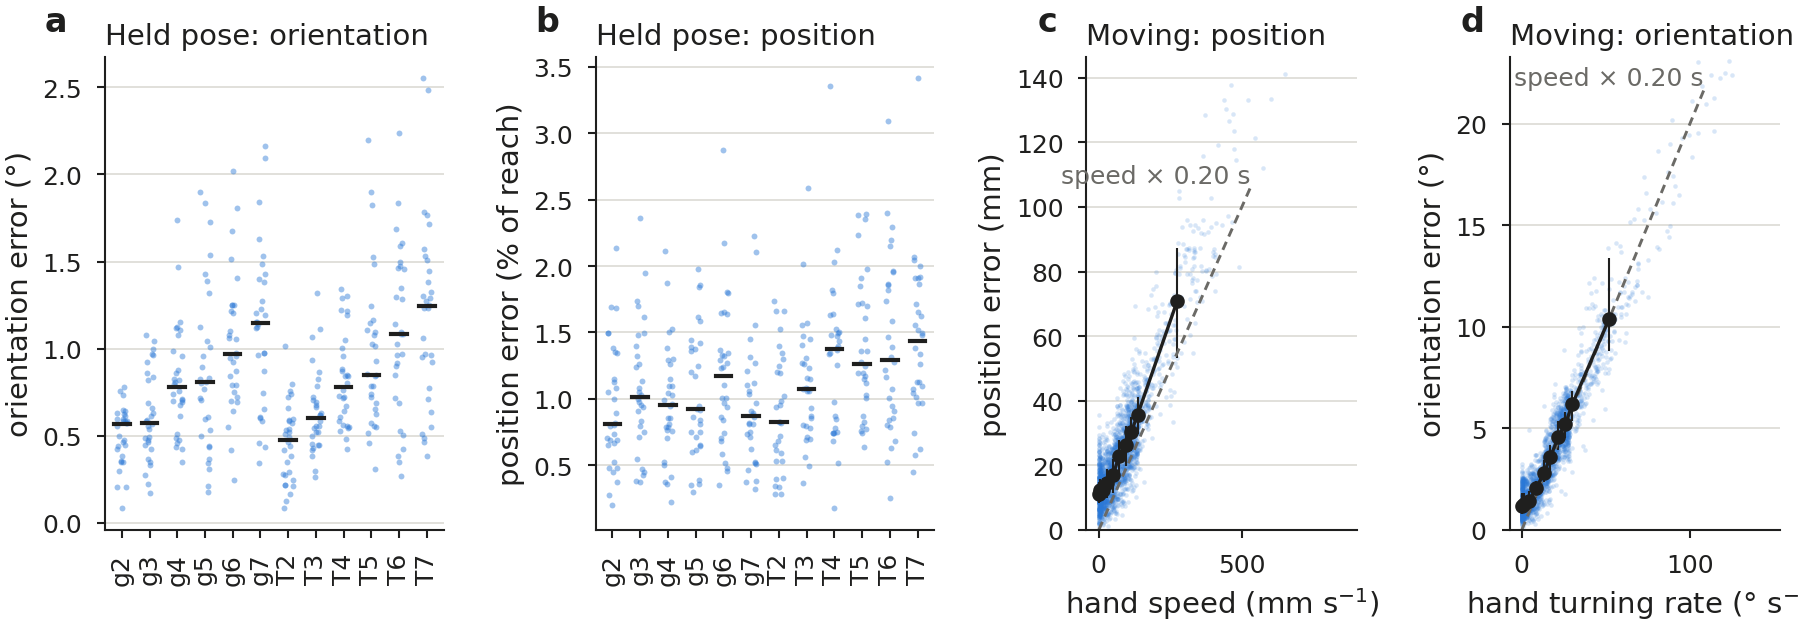 a
Held pose: orientation
orientation error (°)
2.5
2.0
1.5
1.0
0.5
0.0
g2 g3 g4 g5 g6 g7 T2 T3 T4 T5 T6 T7
b
Held pose: position
position error (% of reach)
3.5
3.0
2.5
2.0
1.5
1.0
0.5
g2 g3 g4 g5 g6 g7 T2 T3 T4 T5 T6 T7
c
Moving: position
position error (mm)
140
120
100
80
60
40
20
0
speed × 0.20 s
0 500
hand speed (mm s⁻¹)
d
Moving: orientation
orientation error (°)
speed × 0.20 s
20
15
10
5
0
0 100
hand turning rate (° s⁻